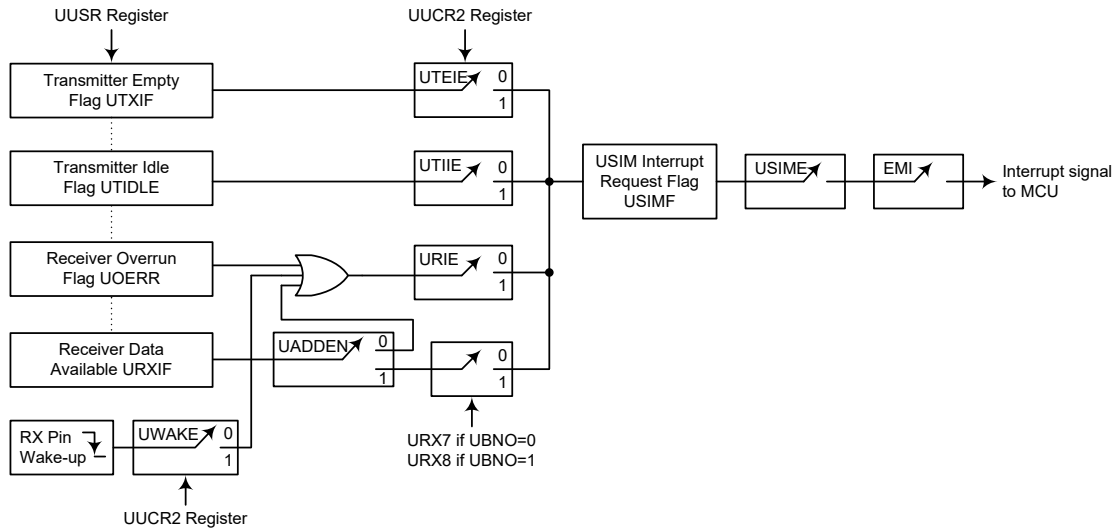 UUSR Register
UUCR2 Register
Transmitter Empty
Flag UTXIF
UTEIE
0
1
Transmitter Idle
Flag UTIDLE
UTIIE
0
1
USIM Interrupt
Request Flag
USIMF
USIME
EMI
Interrupt signal
to MCU
Receiver Overrun
Flag UOERR
URIE
0
1
Receiver Data
Available URXIF
UADDEN
0
1
0
1
RX Pin
Wake-up
UWAKE
0
1
URX7 if UBNO=0
URX8 if UBNO=1
UUCR2 Register